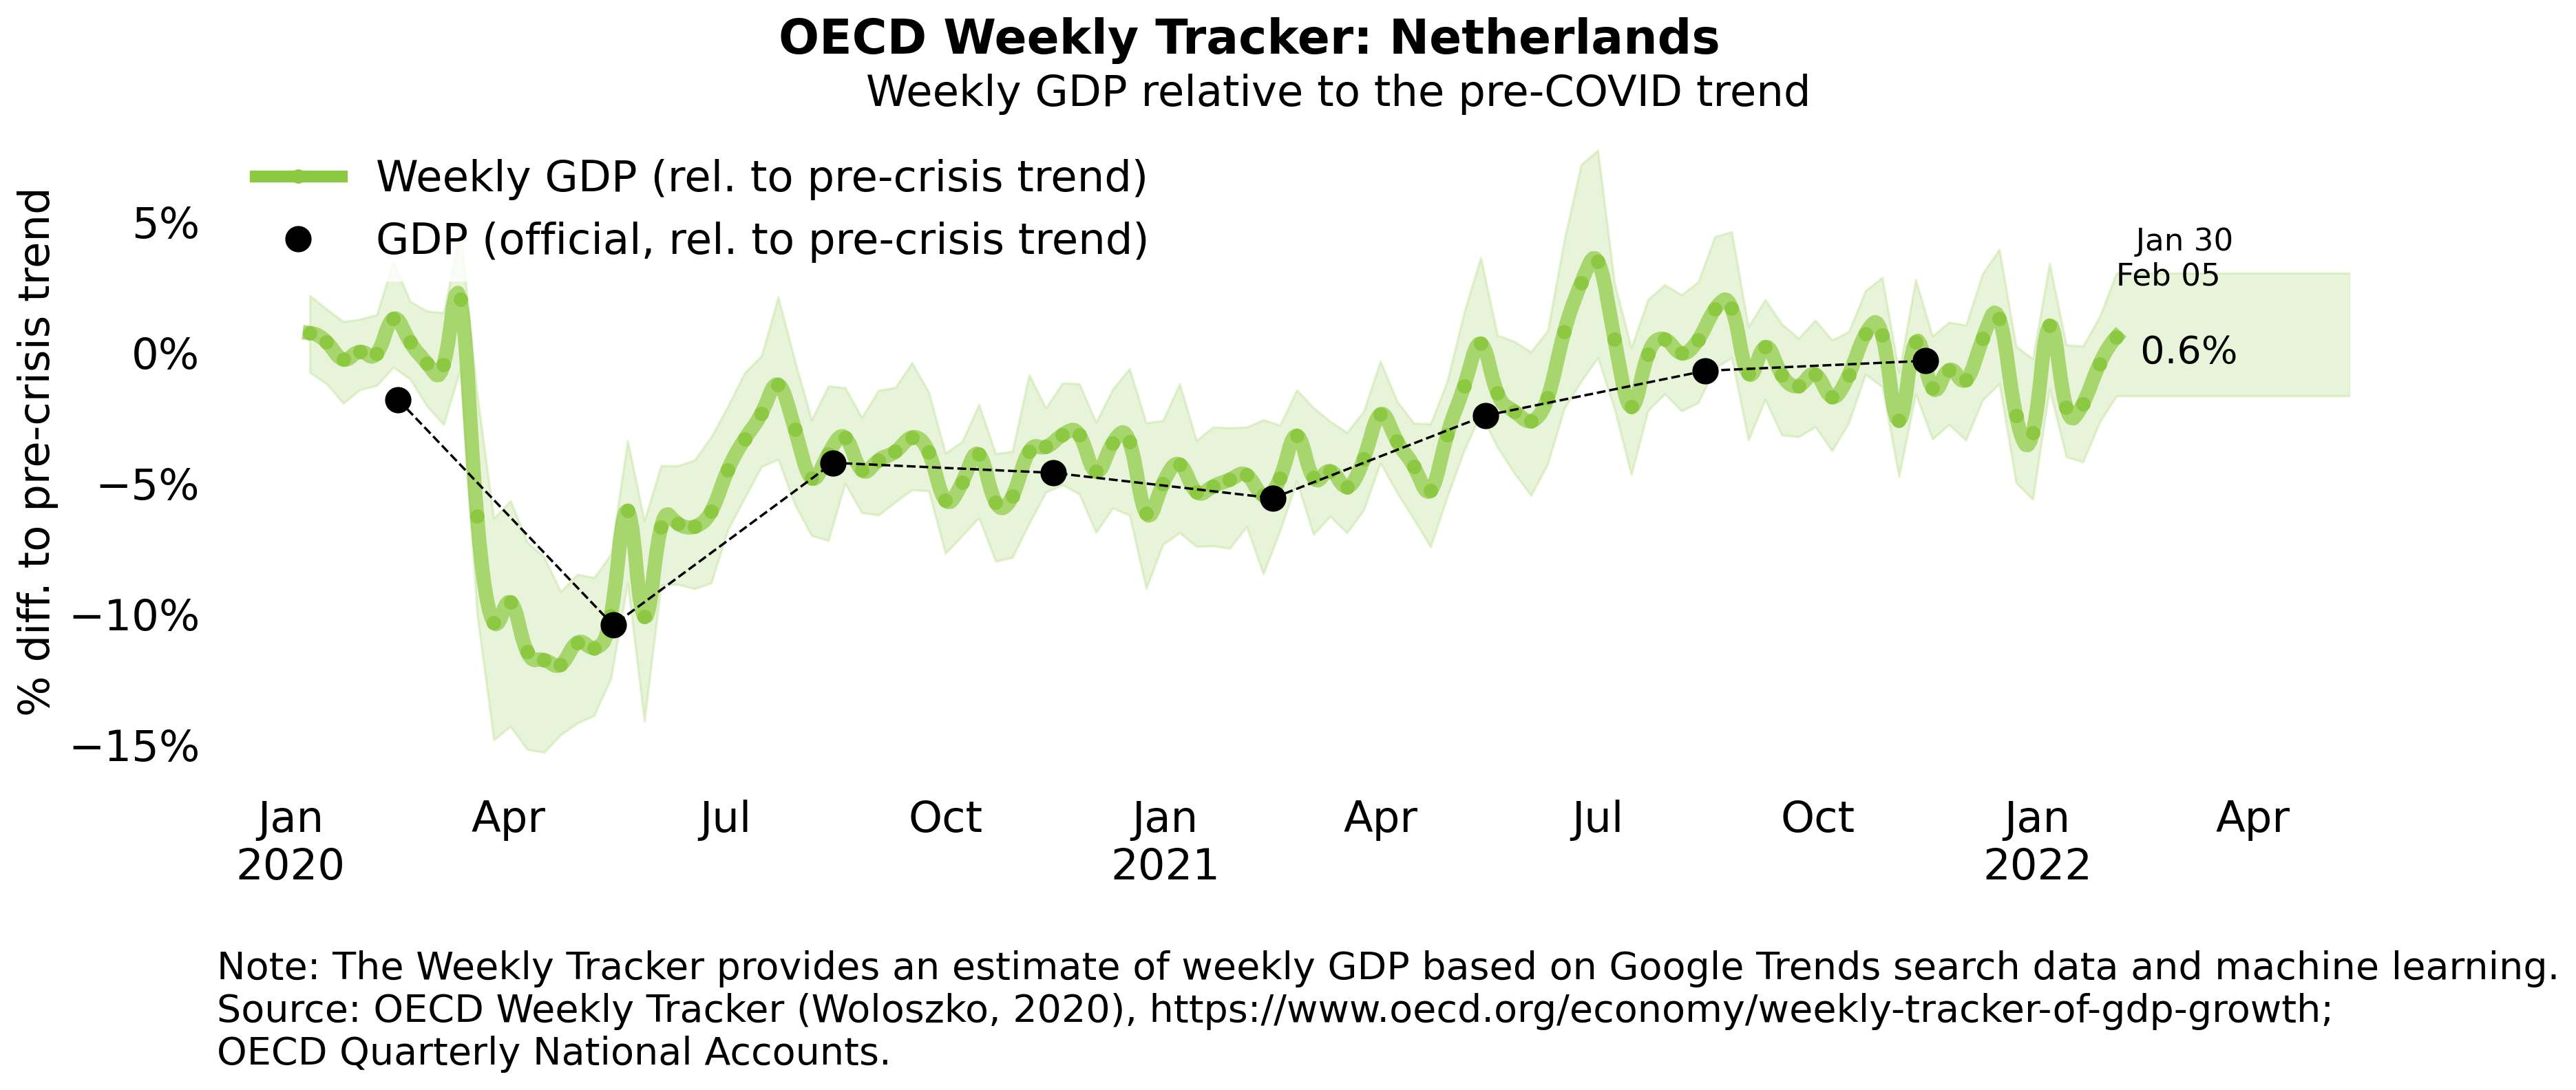 OECD Weekly Tracker: Netherlands
Weekly GDP relative to the pre-COVID trend
Weekly GDP (rel. to pre-crisis trend)
GDP (official, rel. to pre-crisis trend)
% diff. to pre-crisis trend
5%
0%
−5%
−10%
−15%
Jan 30
Feb 05
0.6%
Jan
2020
Apr
Jul
Oct
Jan
2021
Apr
Jul
Oct
Jan
2022
Apr
Note: The Weekly Tracker provides an estimate of weekly GDP based on Google Trends search data and machine learning.
Source: OECD Weekly Tracker (Woloszko, 2020), https://www.oecd.org/economy/weekly-tracker-of-gdp-growth;
OECD Quarterly National Accounts.